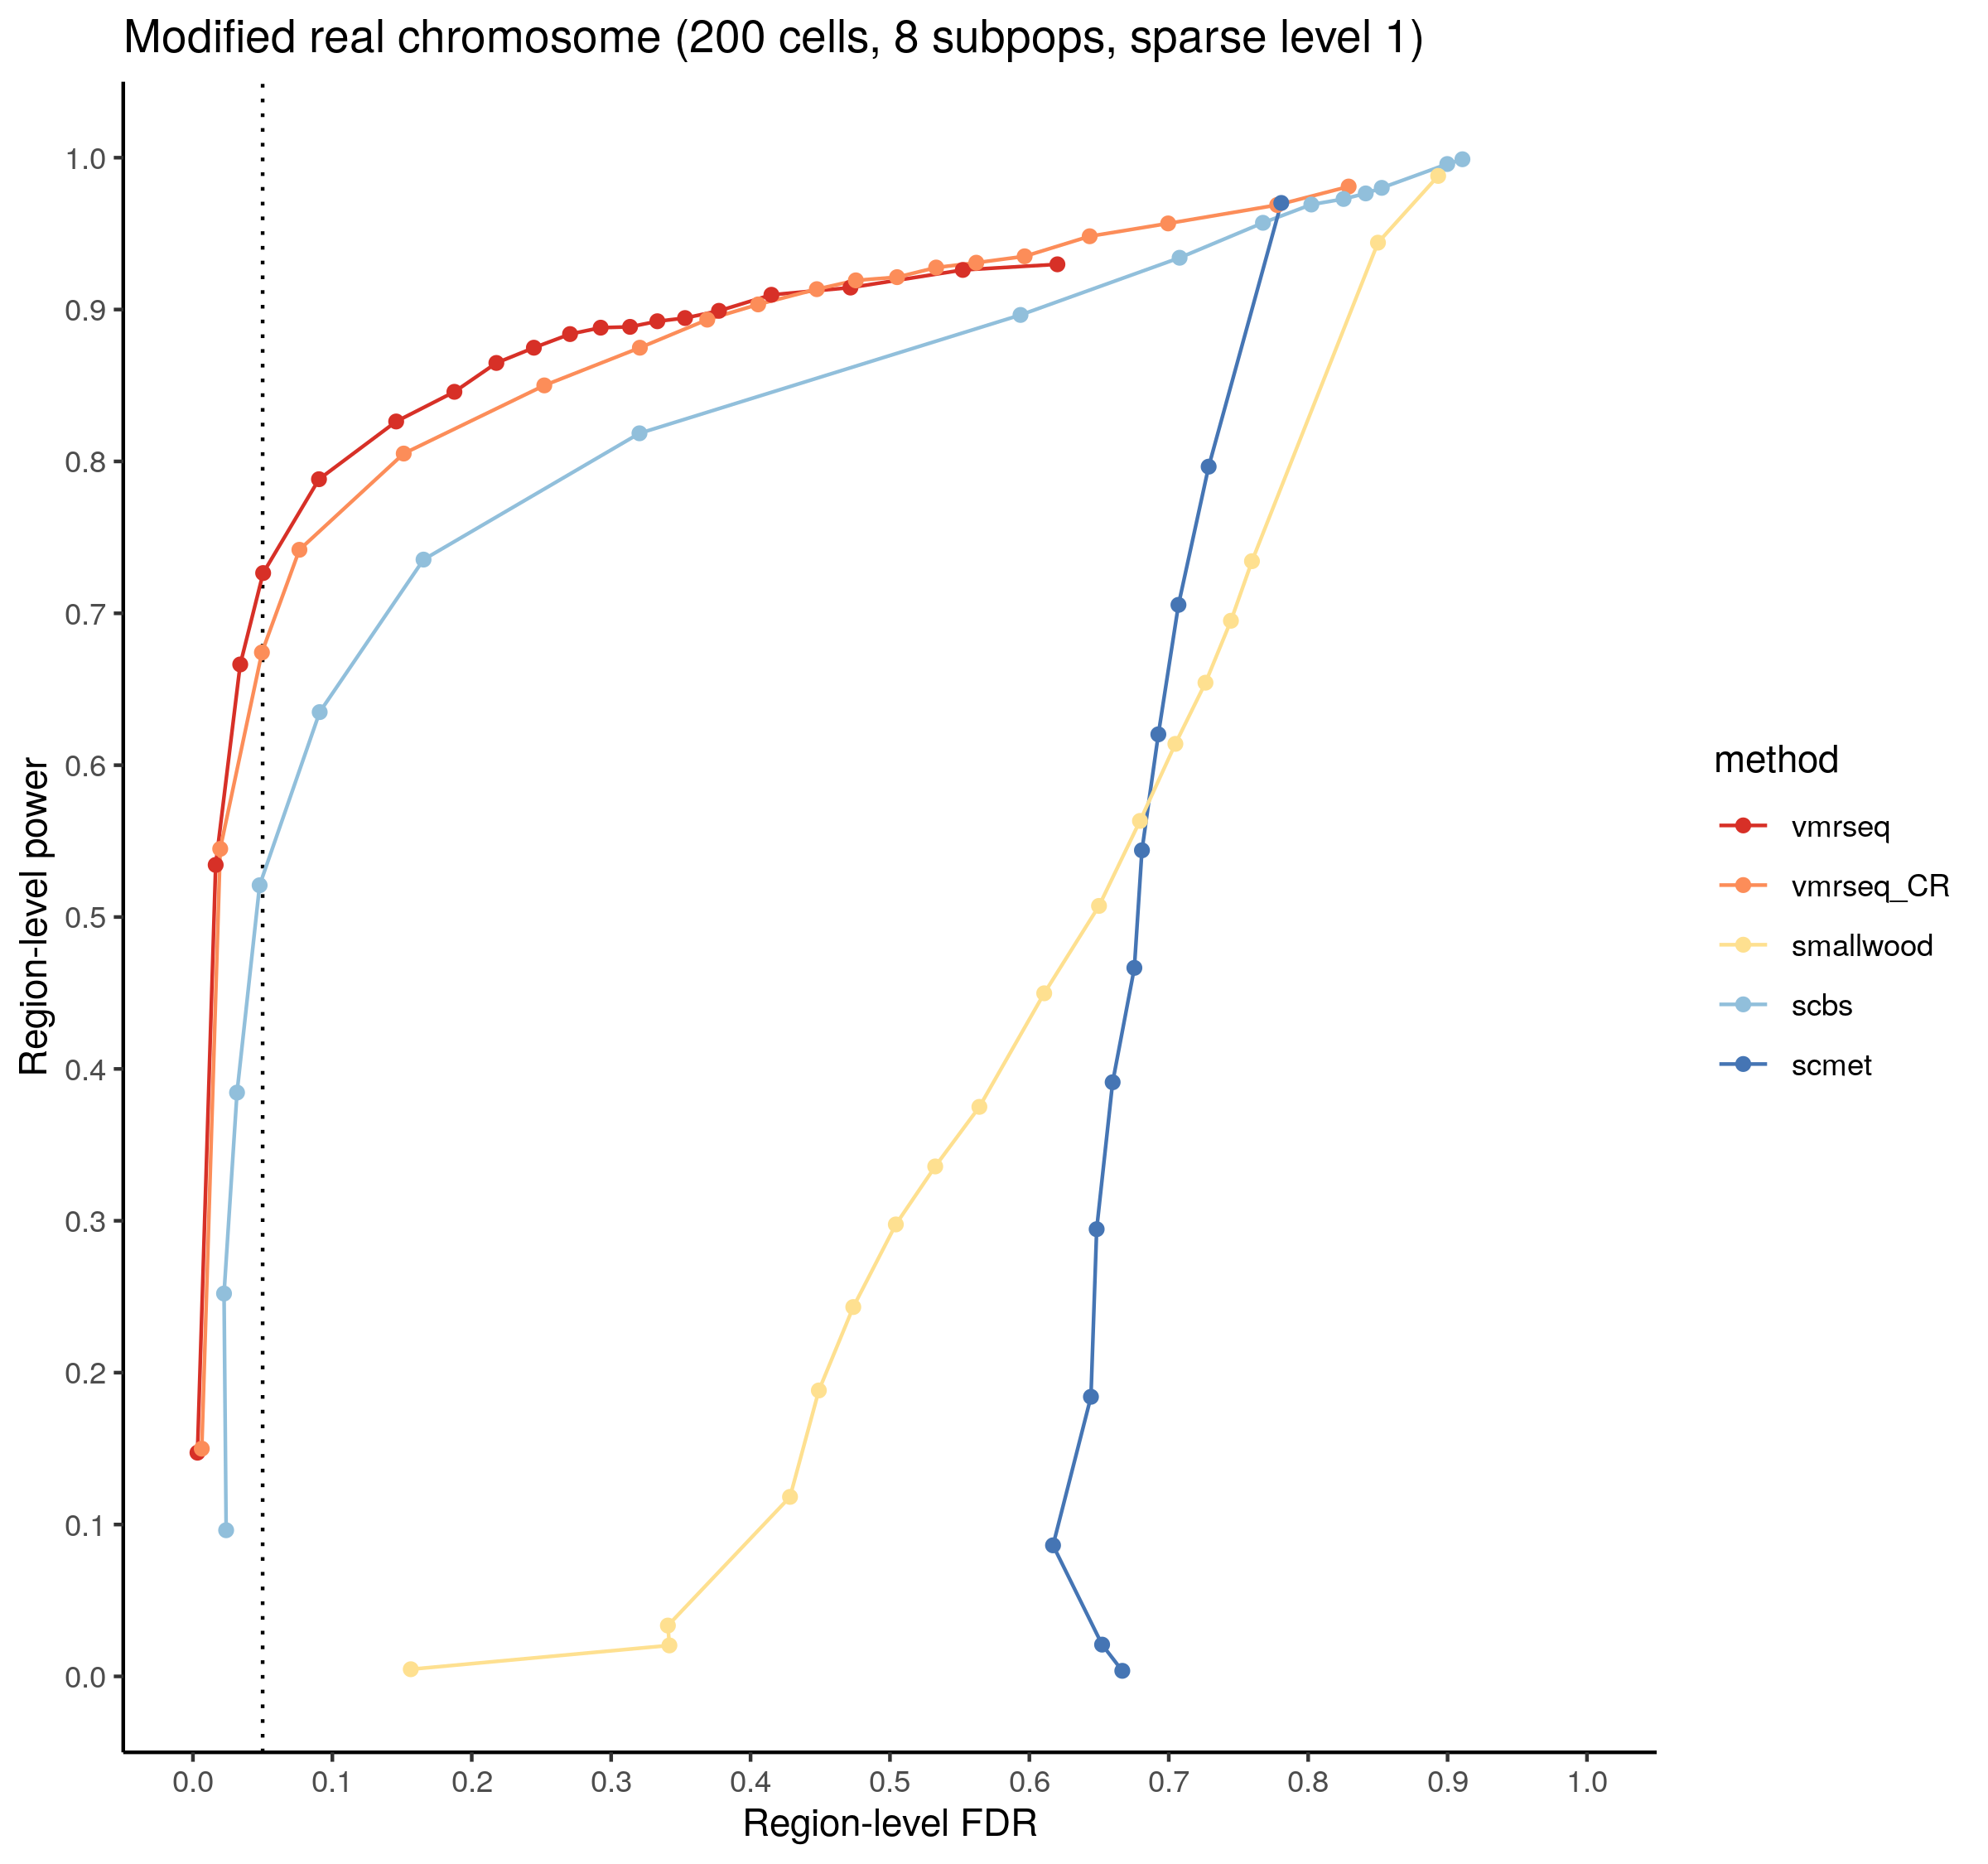 Modified real chromosome (200 cells, 8 subpops, sparse level 1)
Region-level power
1.0
0.9
0.8
0.7
0.6
0.5
0.4
0.3
0.2
0.1
0.0
0.0 0.1 0.2 0.3 0.4 0.5 0.6 0.7 0.8 0.9 1.0
Region-level FDR
method
vmrseq
vmrseq_CR
smallwood
scbs
scmet